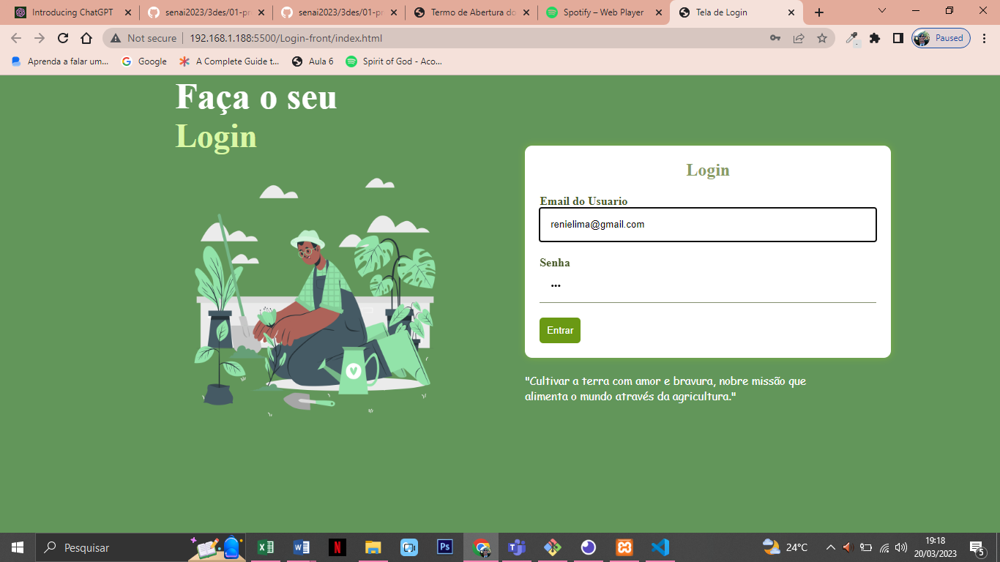 Introducing ChatGPT
senai2023/3des/01-pr
senai2023/3des/01-pr
Termo de Abertura do
Spotify – Web Player
Tela de Login
Not secure
192.168.1.188:5500/Login-front/index.html
Paused
Aprenda a falar um...
Google
A Complete Guide t...
Aula 6
Spirit of God - Aco...
Faça o seu
Login
Login
Email do Usuario
renielima@gmail.com
Senha
•••
Entrar
"Cultivar a terra com amor e bravura, nobre missão que
alimenta o mundo através da agricultura."
Pesquisar
24°C
19:18
20/03/2023
5